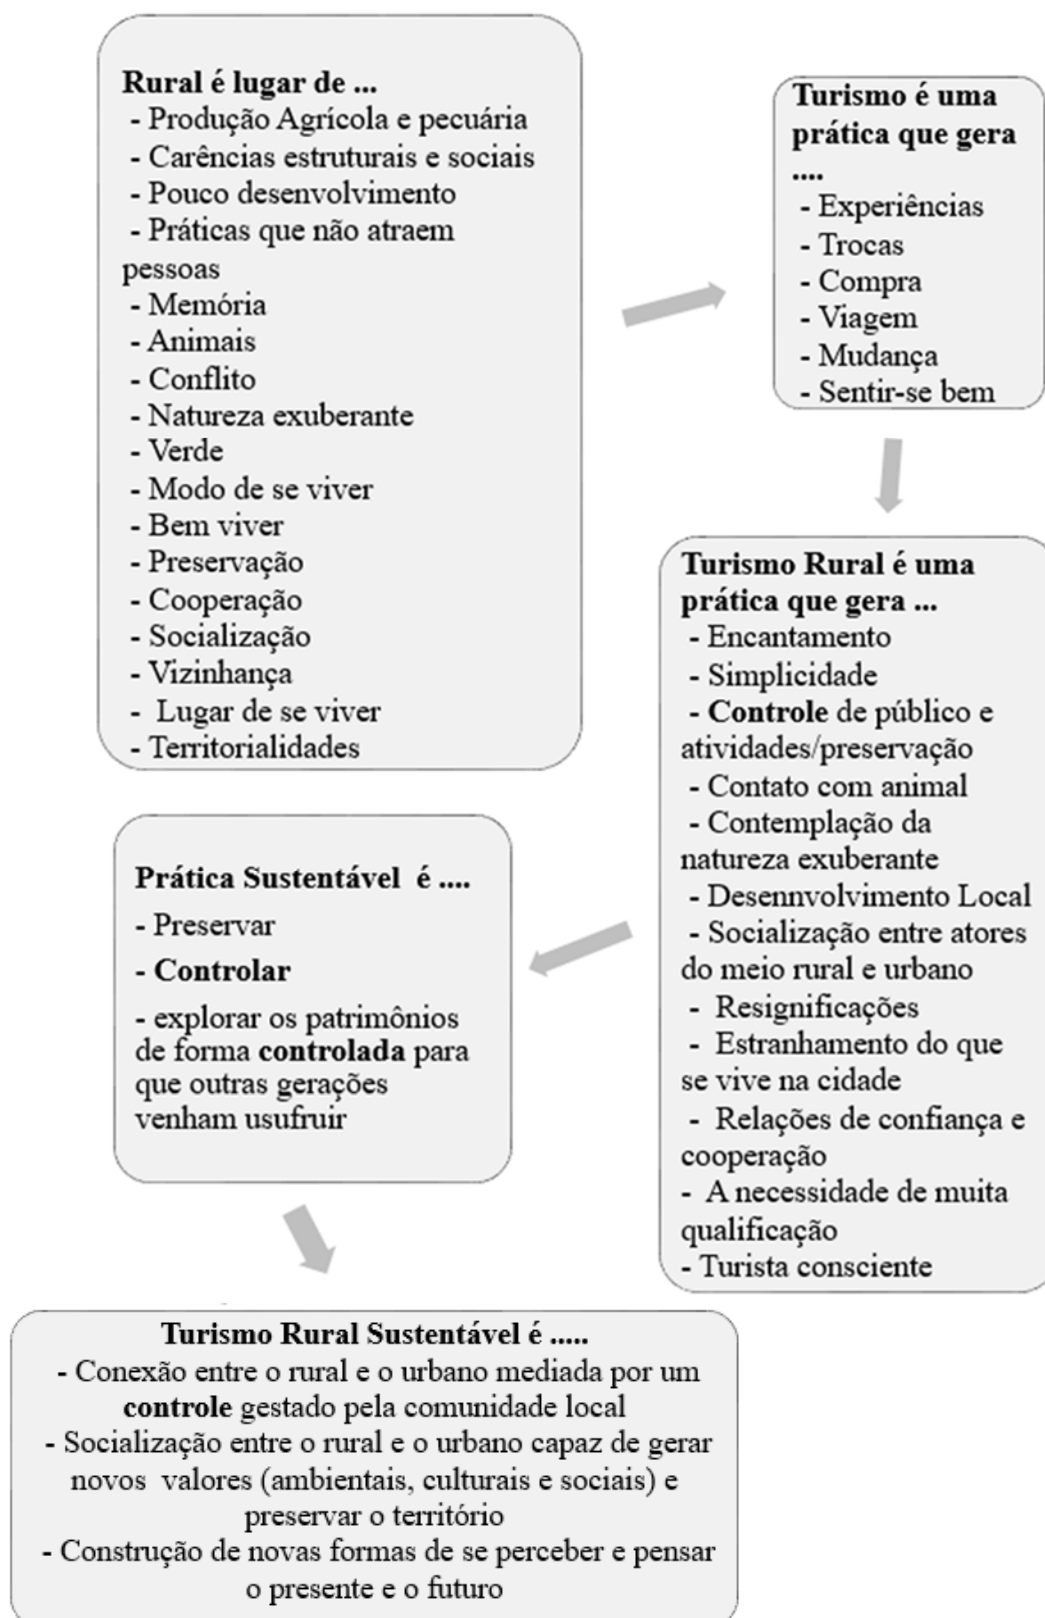 Rural é lugar de ...
- Produção Agrícola e pecuária
- Carências estruturais e sociais
- Pouco desenvolvimento
- Práticas que não atraem
pessoas
- Memória
- Animais
- Conflito
- Natureza exuberante
- Verde
- Modo de se viver
- Bem viver
- Preservação
- Cooperação
- Socialização
- Vizinhança
- Lugar de se viver
- Territorialidades
Turismo é uma
prática que gera
....
- Experiências
- Trocas
- Compra
- Viagem
- Mudança
- Sentir-se bem
Turismo Rural é uma
prática que gera ...
- Encantamento
- Simplicidade
- Controle de público e
atividades/preservação
- Contato com animal
- Contemplação da
natureza exuberante
- Desennvolvimento Local
- Socialização entre atores
do meio rural e urbano
- Resignificações
- Estranhamento do que
se vive na cidade
- Relações de confiança e
cooperação
- A necessidade de muita
qualificação
- Turista consciente
Prática Sustentável é ....
- Preservar
- Controlar
- explorar os patrimônios
de forma controlada para
que outras gerações
venham usufruir
Turismo Rural Sustentável é .....
- Conexão entre o rural e o urbano mediada por um
controle gestado pela comunidade local
- Socialização entre o rural e o urbano capaz de gerar
novos valores (ambientais, culturais e sociais) e
preservar o território
- Construção de novas formas de se perceber e pensar
o presente e o futuro